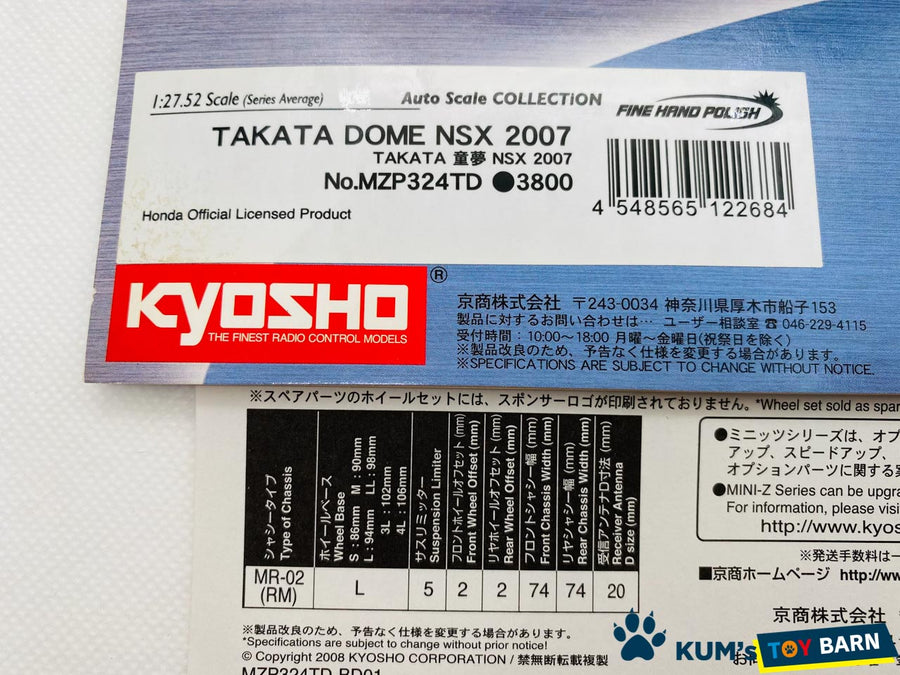 1:27.52 Scale (Series Average)
Auto Scale COLLECTION
FINE HAND POLISH
TAKATA DOME NSX 2007
TAKATA 童夢 NSX 2007
No.MZP324TD ●3800
4 548565 122684
Honda Official Licensed Product
KYOSHO®
THE FINEST RADIO CONTROL MODELS
京商株式会社 〒243-0034 神奈川県厚木市船子153
製品に対するお問い合わせは… ユーザー相談室 ☎ 046-229-4115
受付時間:10:00〜18:00 月曜〜金曜日(祝祭日を除く)
※製品改良のため、予告なく仕様を変更する場合があります。
※SPECIFICATIONS ARE SUBJECT TO CHANGE WITHOUT NOTICE.
※スペアパーツのホイールセットには、スポンサーロゴが印刷されておりません。*Wheel set sold as spar
シャシータイプ
Type of Chassis
ホイールベース
Wheel Base
S : 86mm M : 90mm
L : 94mm LL : 98mm
3L : 102mm
4L : 106mm
サスリミッター
Suspension Limiter
フロントホイールオフセット (mm)
Front Wheel Offset (mm)
リヤホイールオフセット (mm)
Rear Wheel Offset (mm)
フロントシャシー幅 (mm)
Front Chassis Width (mm)
リヤシャシー幅 (mm)
Rear Chassis Width (mm)
受信アンテナロ寸法 (mm)
Receiver Antenna
D size (mm)
MR-02
(RM)
L 5 2 2 74 74 20
●ミニッツシリーズは、オプ
アップ、スピードアップ、
オプションパーツに関する実
●MINI-Z Series can be upgra
For information, please visi
http://www.kyos
※発送手数料は一
■京商ホームページ http://ww
京商株式会社
※製品改良のため、予告なく仕様を変更する場合があります。
*Specifications are subject to change without prior notice!
© Copyright 2008 KYOSHO CORPORATION / 禁無断転載複製
MZP324TD-BD01
KUM's TOY BARN